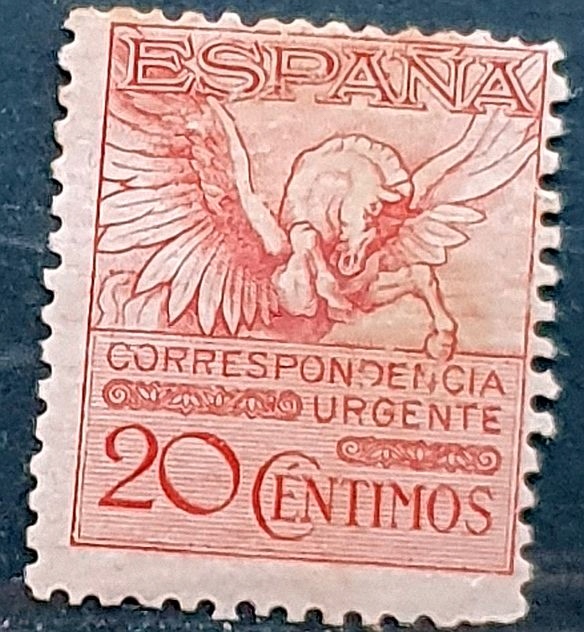 ESPAÑA
CORRESPONDENCIA
URGENTE
20 CÉNTIMOS